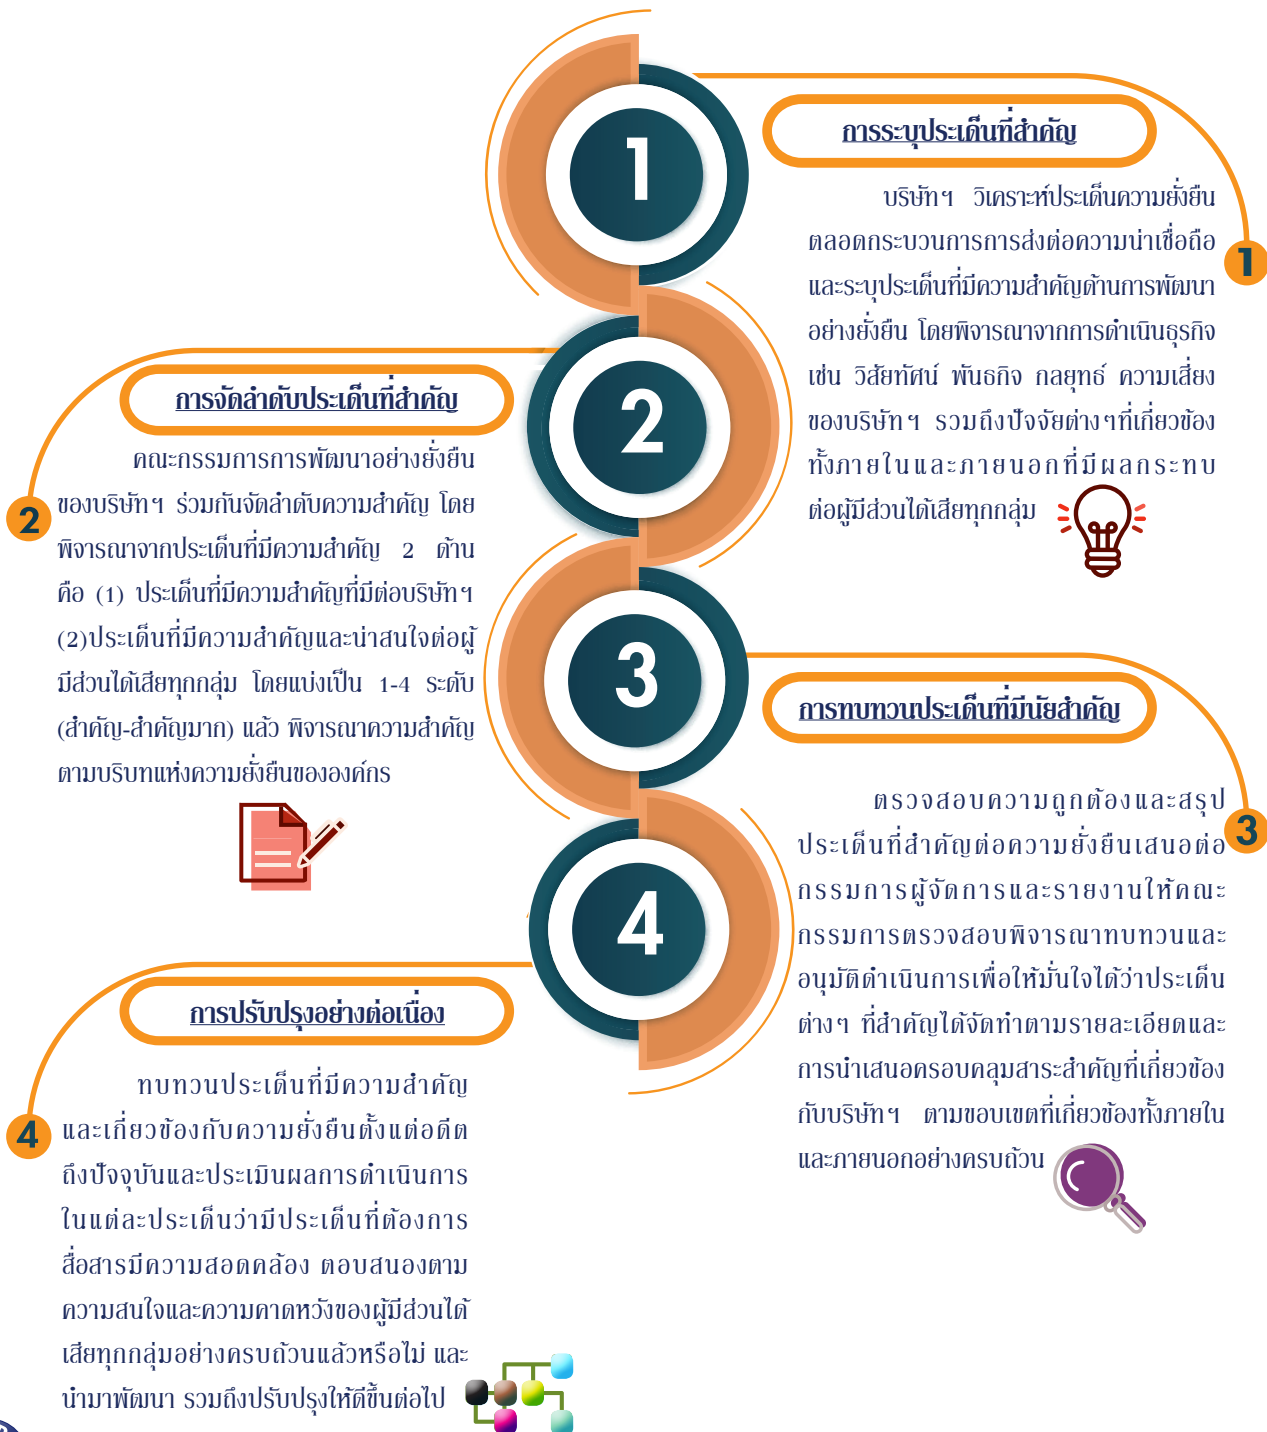 1
การระบุประเด็นที่สำคัญ
บริษัทฯ วิเคราะห์ประเด็นความยั่งยืน
ตลอดกระบวนการการส่งต่อความน่าเชื่อถือ
และระบุประเด็นที่มีความสำคัญด้านการพัฒนา
อย่างยั่งยืน โดยพิจารณาจากการดำเนินธุรกิจ
เช่น วิสัยทัศน์ พันธกิจ กลยุทธ์ ความเสี่ยง
ของบริษัทฯ รวมถึงปัจจัยต่างๆที่เกี่ยวข้อง
ทั้งภายในและภายนอกที่มีผลกระทบ
ต่อผู้มีส่วนได้เสียทุกกลุ่ม
1
2
การจัดลำดับประเด็นที่สำคัญ
คณะกรรมการการพัฒนาอย่างยั่งยืน
ของบริษัทฯ ร่วมกันจัดลำดับความสำคัญ โดย
พิจารณาจากประเด็นที่มีความสำคัญ 2 ด้าน
คือ (1) ประเด็นที่มีความสำคัญที่มีต่อบริษัทฯ
(2)ประเด็นที่มีความสำคัญและน่าสนใจต่อผู้
มีส่วนได้เสียทุกกลุ่ม โดยแบ่งเป็น 1-4 ระดับ
(สำคัญ-สำคัญมาก) แล้ว พิจารณาความสำคัญ
ตามบริบทแห่งความยั่งยืนขององค์กร
2
3
การทบทวนประเด็นที่มีนัยสำคัญ
ตรวจสอบความถูกต้องและสรุป
ประเด็นที่สำคัญต่อความยั่งยืนเสนอต่อ
กรรมการผู้จัดการและรายงานให้คณะ
กรรมการตรวจสอบพิจารณาทบทวนและ
อนุมัติดำเนินการเพื่อให้มั่นใจได้ว่าประเด็น
ต่างๆ ที่สำคัญได้จัดทำตามรายละเอียดและ
การนำเสนอครอบคลุมสาระสำคัญที่เกี่ยวข้อง
กับบริษัทฯ ตามขอบเขตที่เกี่ยวข้องทั้งภายใน
และภายนอกอย่างครบถ้วน
3
4
การปรับปรุงอย่างต่อเนื่อง
ทบทวนประเด็นที่มีความสำคัญ
และเกี่ยวข้องกับความยั่งยืนตั้งแต่อดีต
ถึงปัจจุบันและประเมินผลการดำเนินการ
ในแต่ละประเด็นว่ามีประเด็นที่ต้องการ
สื่อสารมีความสอดคล้อง ตอบสนองตาม
ความสนใจและความคาดหวังของผู้มีส่วนได้
เสียทุกกลุ่มอย่างครบถ้วนแล้วหรือไม่ และ
นำมาพัฒนา รวมถึงปรับปรุงให้ดีขึ้นต่อไป
4